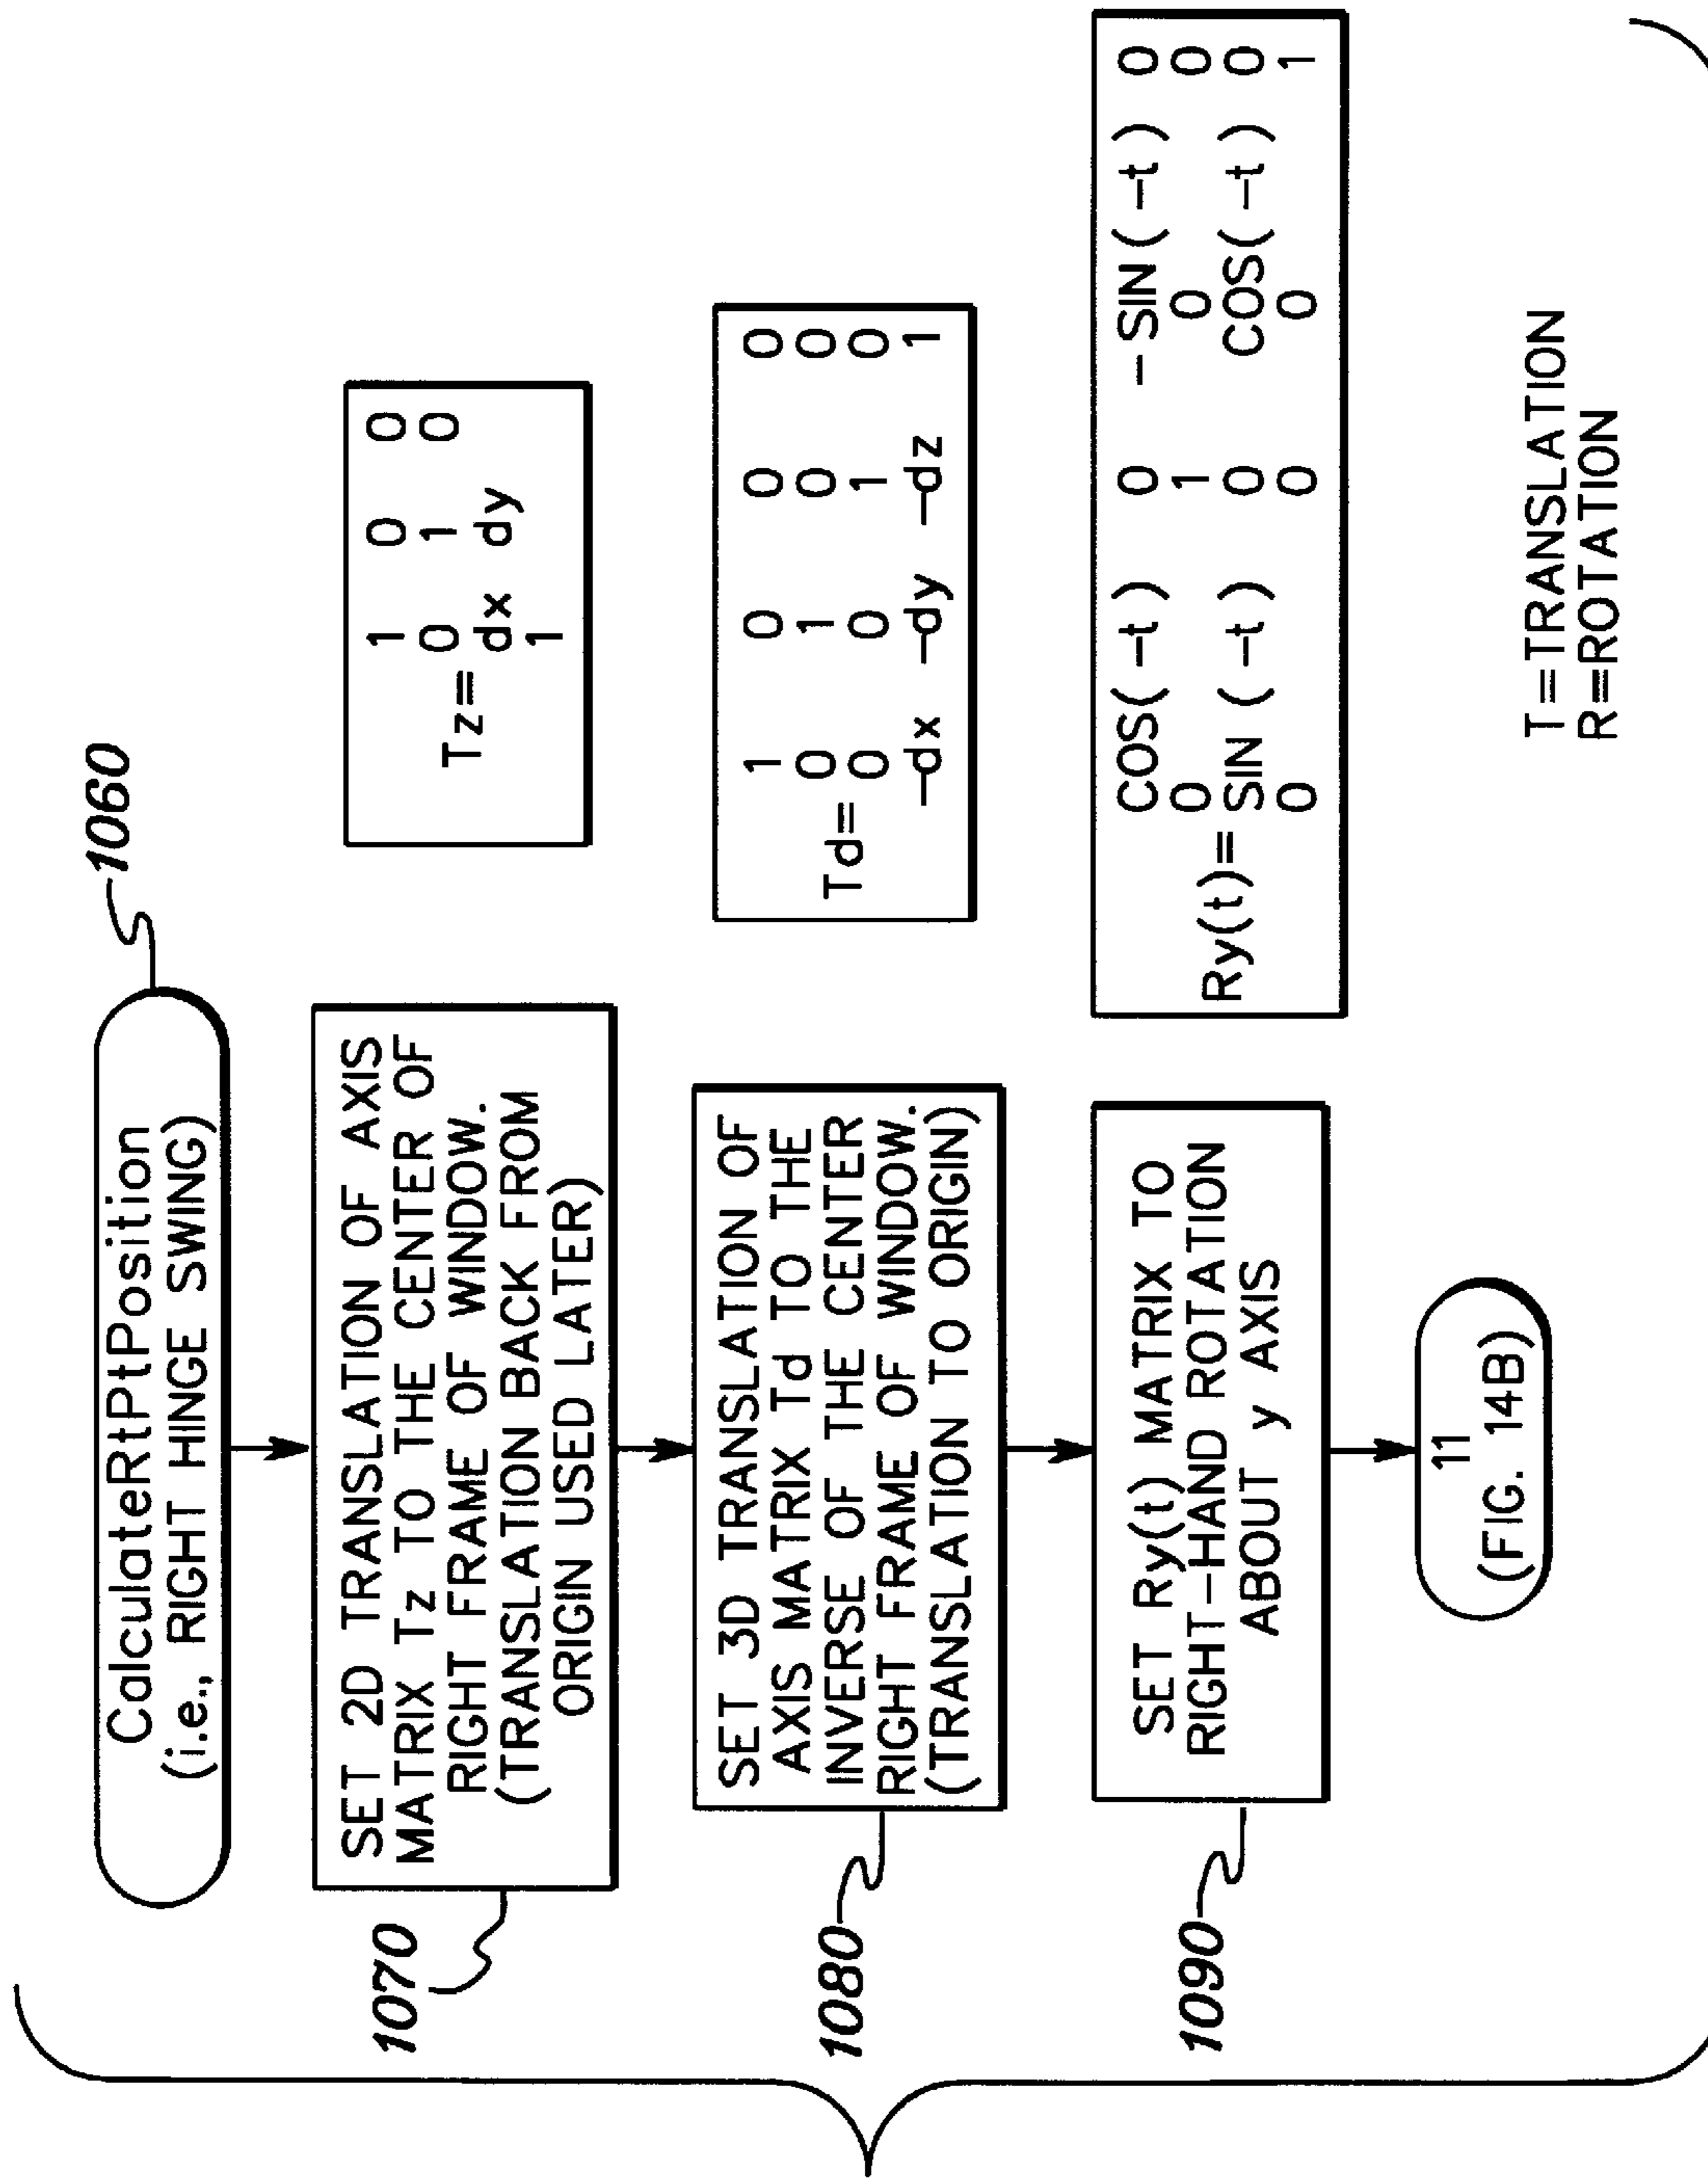 1060
CalculateRtPtPosition
(i.e., RIGHT HINGE SWING)
1070
SET 2D TRANSLATION OF AXIS
MATRIX Tz TO THE CENTER OF
RIGHT FRAME OF WINDOW.
(TRANSLATION BACK FROM
ORIGIN USED LATER)
1 0 0
Tz= 0 1 0
dx dy
1
1080
SET 3D TRANSLATION OF
AXIS MATRIX Td TO THE
INVERSE OF THE CENTER
RIGHT FRAME OF WINDOW.
(TRANSLATION TO ORIGIN)
1 0 0 0
0 1 0 0
Td= 0 0 1 0
-dx -dy -dz 1
1090
SET Ry(t) MATRIX TO
RIGHT-HAND ROTATION
ABOUT y AXIS
COS(-t) 0 -SIN(-t) 0
0 1 0 0
Ry(t)= SIN (-t) 0 COS(-t) 0
0 0 0 1
11
(FIG. 14B)
T=TRANSLATION
R=ROTATION